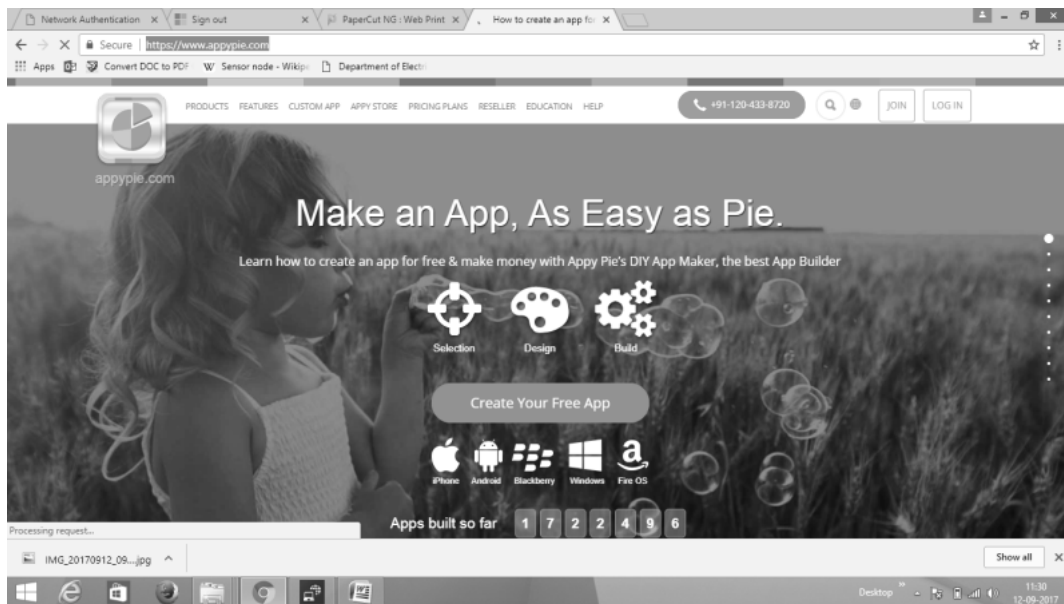 Network Authentication
Sign out
PaperCut NG : Web Print
How to create an app for
Secure
https://www.appypie.com
Apps
Convert DOC to PDF
W Sensor node - Wikip
Department of Electr
PRODUCTS FEATURES CUSTOM APP APPY STORE PRICING PLANS RESELLER EDUCATION HELP
+91-120-433-8720
JOIN
LOG IN
appypie.com
Make an App, As Easy as Pie.
Learn how to create an app for free & make money with Appy Pie's DIY App Maker, the best App Builder
Selection
Design
Build
Create Your Free App
iPhone
Android
Blackberry
Windows
Fire OS
Apps built so far 1 7 2 2 4 9 6
Processing request...
IMG_20170912_09....jpg
Show all
Desktop
11:30
12-09-2017